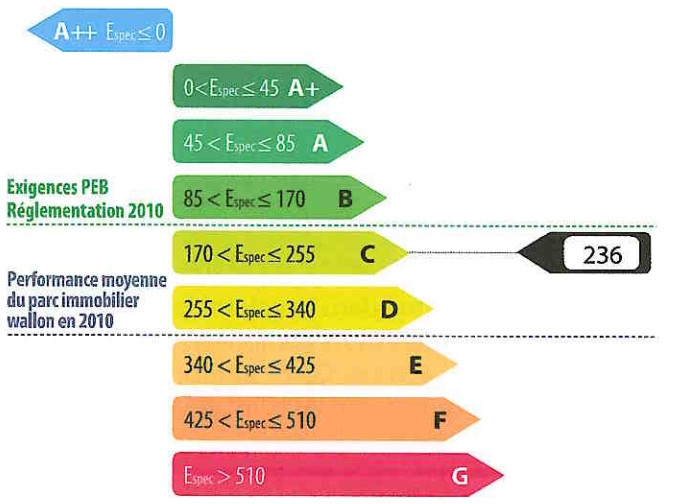 A++ Espec ≤ 0
0 < Espec ≤ 45 A+
45 < Espec ≤ 85 A
Exigences PEB
Réglementation 2010
85 < Espec ≤ 170 B
170 < Espec ≤ 255 C
236
Performance moyenne
du parc immobilier
wallon en 2010
255 < Espec ≤ 340 D
340 < Espec ≤ 425 E
425 < Espec ≤ 510 F
Espec > 510 G